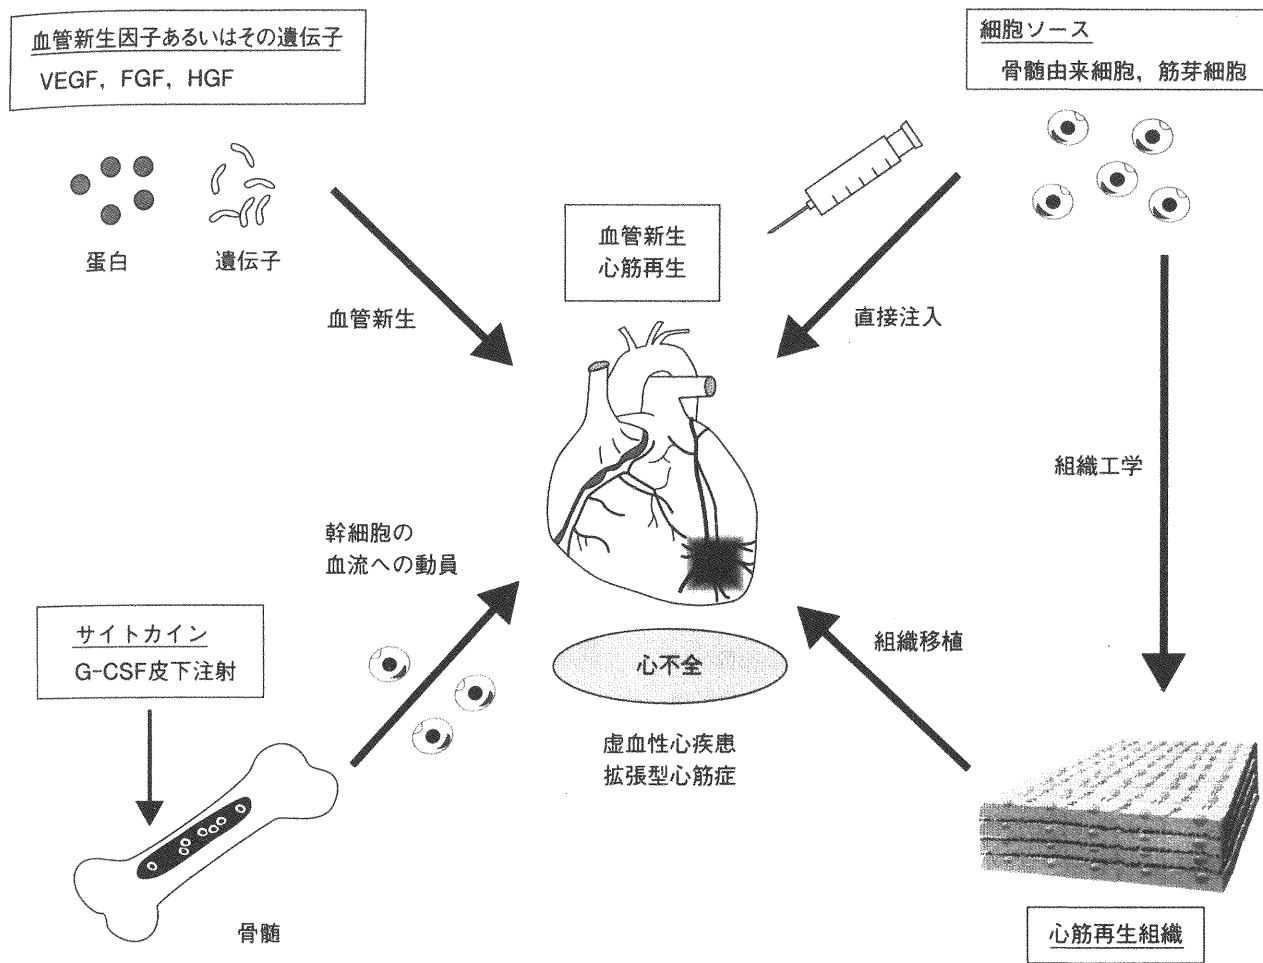 血管新生因子あるいはその遺伝子
VEGF，FGF，HGF
蛋白
遺伝子
血管新生
細胞ソース
骨髄由来細胞，筋芽細胞
血管新生
心筋再生
直接注入
組織工学
幹細胞の
血流への動員
サイトカイン
G-CSF皮下注射
骨髄
心不全
虚血性心疾患
拡張型心筋症
組織移植
心筋再生組織